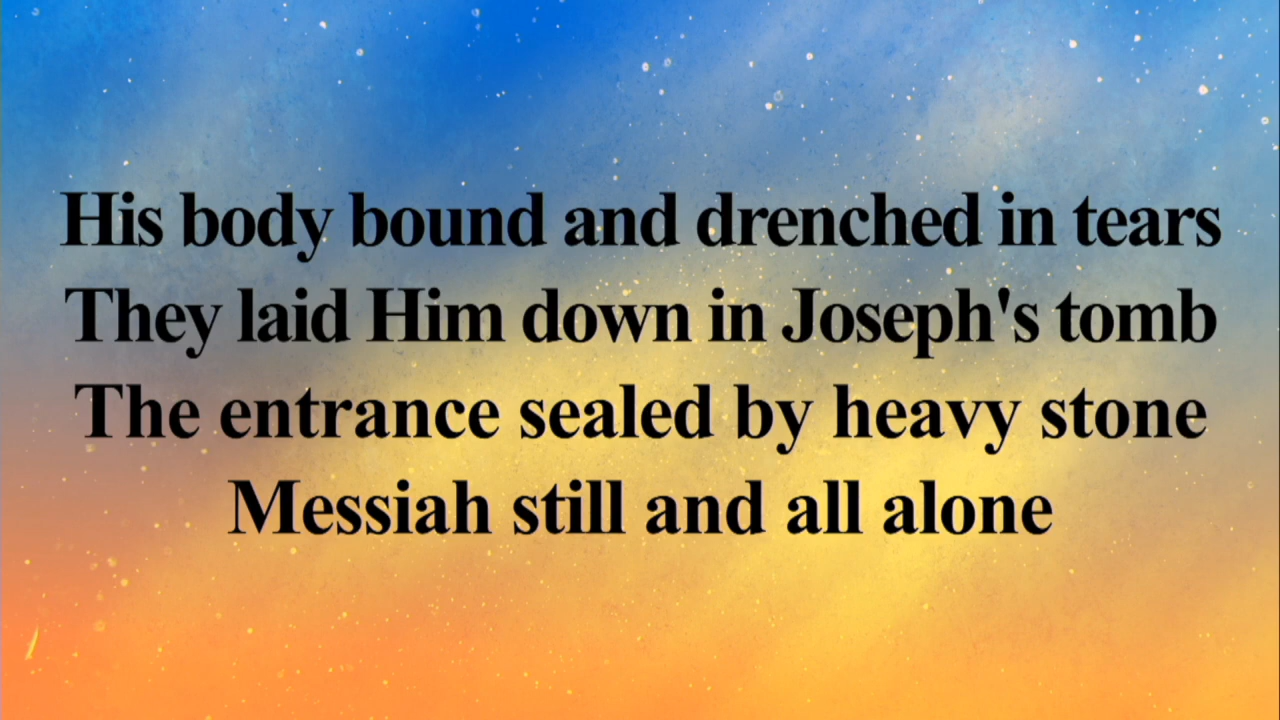 His body bound and drenched in tears
They laid Him down in Joseph's tomb
The entrance sealed by heavy stone
Messiah still and all alone